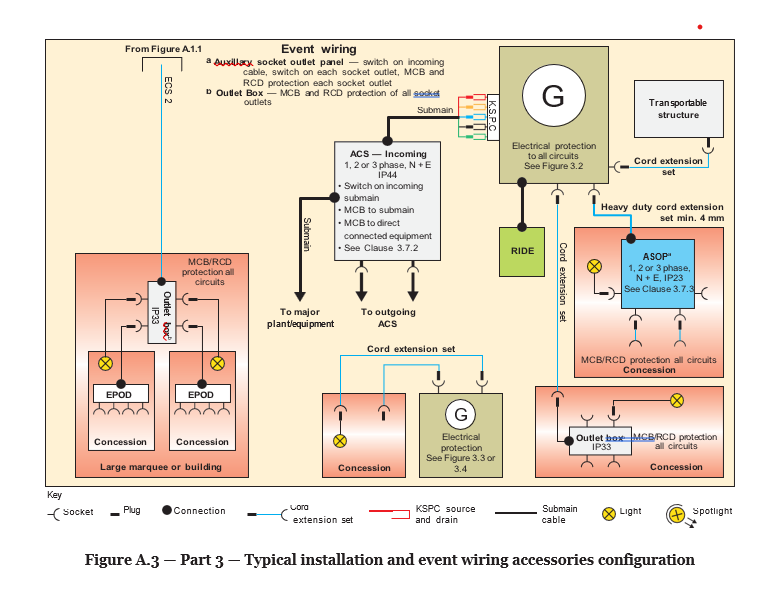 From Figure A.1.1
ECS 2
Event wiring
a Auxiliary socket outlet panel — switch on incoming
cable, switch on each socket outlet, MCB and
RCD protection each socket outlet
b Outlet Box — MCB and RCD protection of all socket
outlets
Submain
K.S.P.C
G
Electrical protection
to all circuits
See Figure 3.2
Transportable
structure
Cord extension
set
ACS — Incoming
1, 2 or 3 phase, N + E
IP44
• Switch on incoming
submain
• MCB to submain
• MCB to direct
connected equipment
• See Clause 3.7.2
Submain
To major
plant/equipment
To outgoing
ACS
RIDE
Cord extension set
Heavy duty cord extension
set min. 4 mm
ASOPa
1, 2 or 3 phase,
N + E, IP23
See Clause 3.7.3
MCB/RCD protection all circuits
Concession
MCB/RCD
protection all
circuits
Outlet boxb
IP33
EPOD
EPOD
Concession
Concession
Large marquee or building
Cord extension set
Concession
G
Electrical
protection
See Figure 3.3 or
3.4
Outlet box
IP33
MCB/RCD protection
all circuits
Concession
Key
Socket
Plug
Connection
Cord
extension set
KSPC source
and drain
Submain
cable
Light
Spotlight
Figure A.3 — Part 3 — Typical installation and event wiring accessories configuration